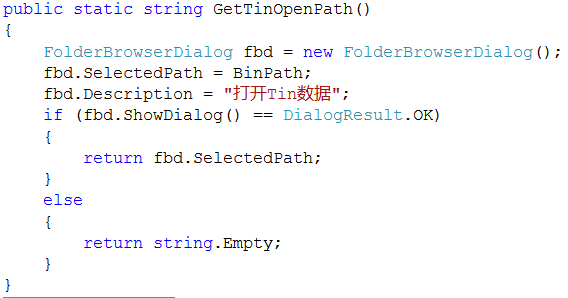 public static string GetTinOpenPath()
{
    FolderBrowserDialog fbd = new FolderBrowserDialog();
    fbd.SelectedPath = BinPath;
    fbd.Description = "打开Tin数据";
    if (fbd.ShowDialog() == DialogResult.OK)
    {
        return fbd.SelectedPath;
    }
    else
    {
        return string.Empty;
    }
}